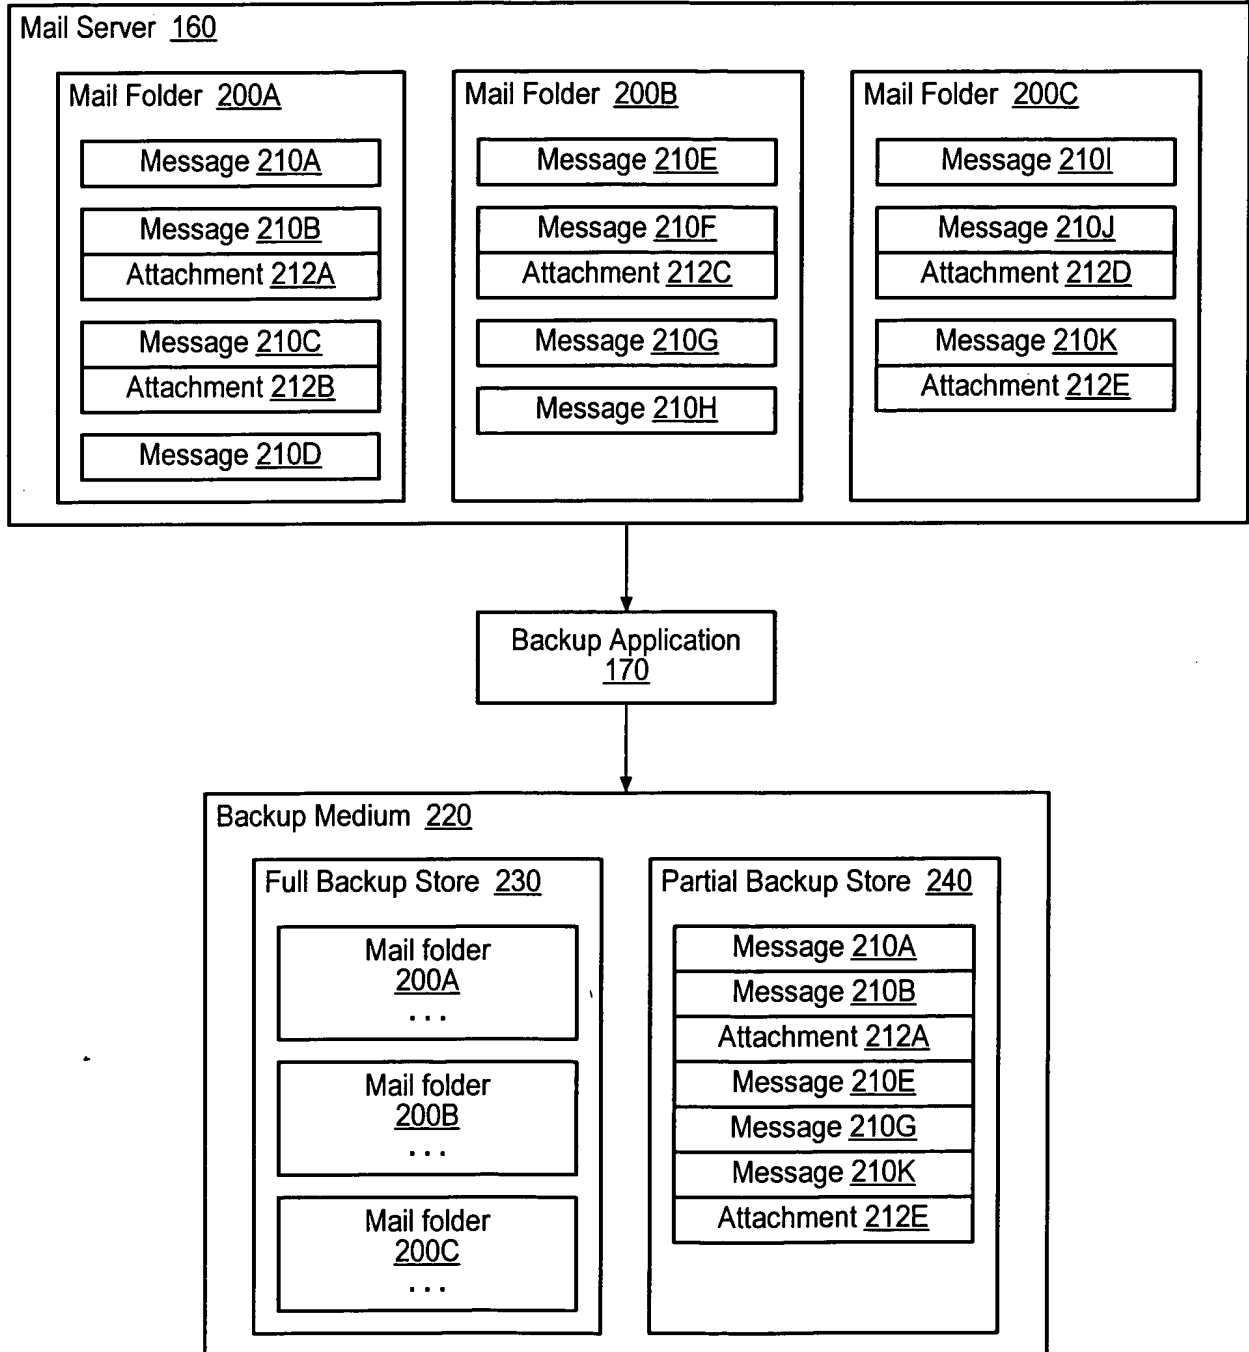 Mail Server 160
Mail Folder 200A
Message 210A
Message 210B
Attachment 212A
Message 210C
Attachment 212B
Message 210D
Mail Folder 200B
Message 210E
Message 210F
Attachment 212C
Message 210G
Message 210H
Mail Folder 200C
Message 210I
Message 210J
Attachment 212D
Message 210K
Attachment 212E
Backup Application
170
Backup Medium 220
Full Backup Store 230
Mail folder
200A
. . .
Mail folder
200B
. . .
Mail folder
200C
. . .
Partial Backup Store 240
Message 210A
Message 210B
Attachment 212A
Message 210E
Message 210G
Message 210K
Attachment 212E